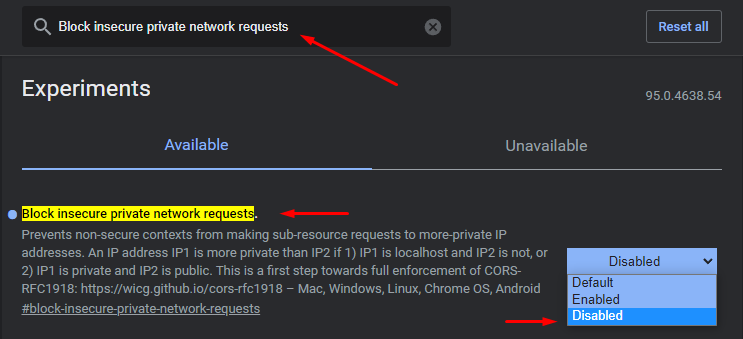 Block insecure private network requests
Reset all
Experiments
95.0.4638.54
Available
Unavailable
Block insecure private network requests.
Prevents non-secure contexts from making sub-resource requests to more-private IP
addresses. An IP address IP1 is more private than IP2 if 1) IP1 is localhost and IP2 is not, or
2) IP1 is private and IP2 is public. This is a first step towards full enforcement of CORS-
RFC1918: https://wicg.github.io/cors-rfc1918 – Mac, Windows, Linux, Chrome OS, Android
#block-insecure-private-network-requests
Disabled
Default
Enabled
Disabled